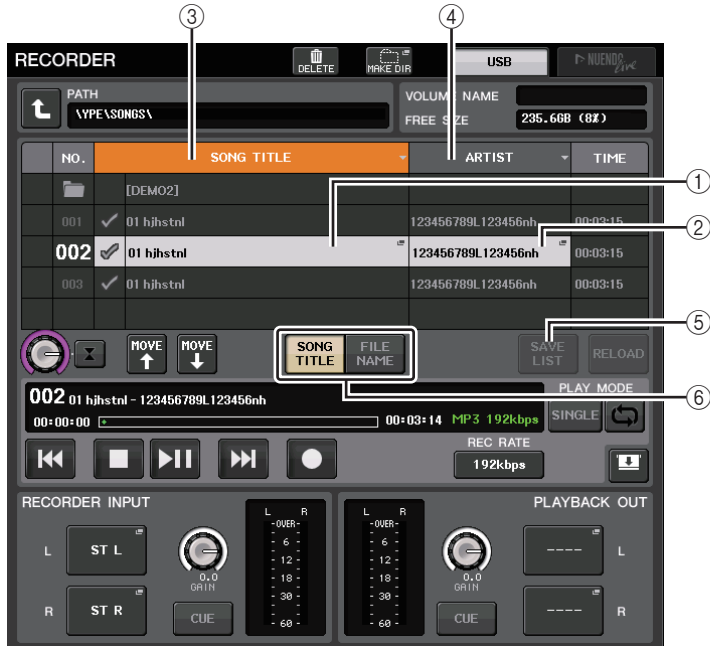 ③ ④
RECORDER DELETE MAKE DIR USB NUENDO Live
PATH VOLUME NAME
\YPE\SONGS\ FREE SIZE 235.6GB (8%)
NO. SONG TITLE ARTIST TIME
[DEMO2] ①
001 01 hjhstnl 123456789L123456nh 00:03:15
②
002 01 hjhstnl 123456789L123456nh 00:03:15
003 01 hjhstnl 123456789L123456nh 00:03:15
⑤
MOVE MOVE SONG TITLE FILE NAME SAVE LIST RELOAD
002 01 hjhstnl - 123456789L123456nh PLAY MODE ⑥
00:00:00 00:03:14 MP3 192kbps SINGLE
REC RATE
192kbps
RECORDER INPUT PLAYBACK OUT
L R L R
-OVER- -OVER-
L ST L - 6 - - 6 - ---- L
- 12 - - 12 -
0.0 - 18 - - 18 - 0.0
GAIN - 30 - - 30 - GAIN
R ST R CUE - 60 - - 60 - CUE ---- R